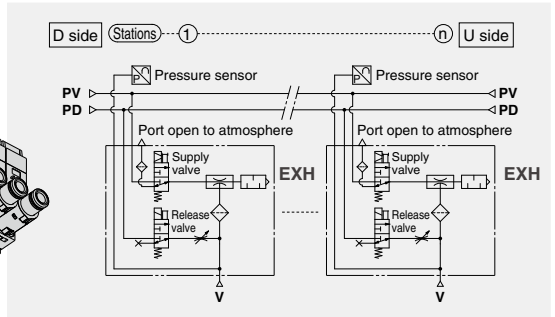 D side Stations 1 n U side
P Pressure sensor P Pressure sensor
PV PV
PD PD
Port open to atmosphere Port open to atmosphere
Supply valve EXH Supply valve EXH
Release valve Release valve
V V